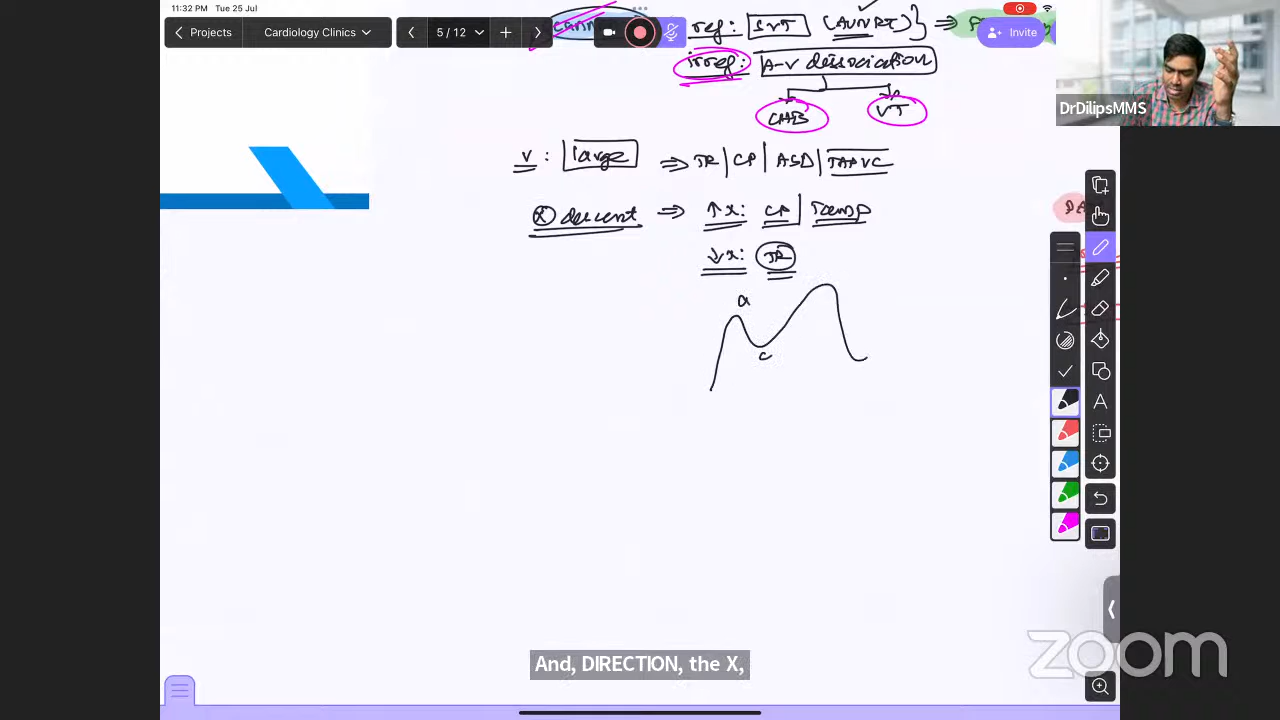 11:32 PM Tue 25 Jul
Projects Cardiology Clinics 5 / 12 Invite
reg: SVT (AVNRT)} ⇒
irreg: A-V dissociation
CHB VT
DrDilipsMMS
v: large ⇒ TR | CP | ASD | TAPVC
(x) descent ⇒ ↑x: CP | Tamp
↓x: TR
a
c
A
And, DIRECTION, the X,
zoom